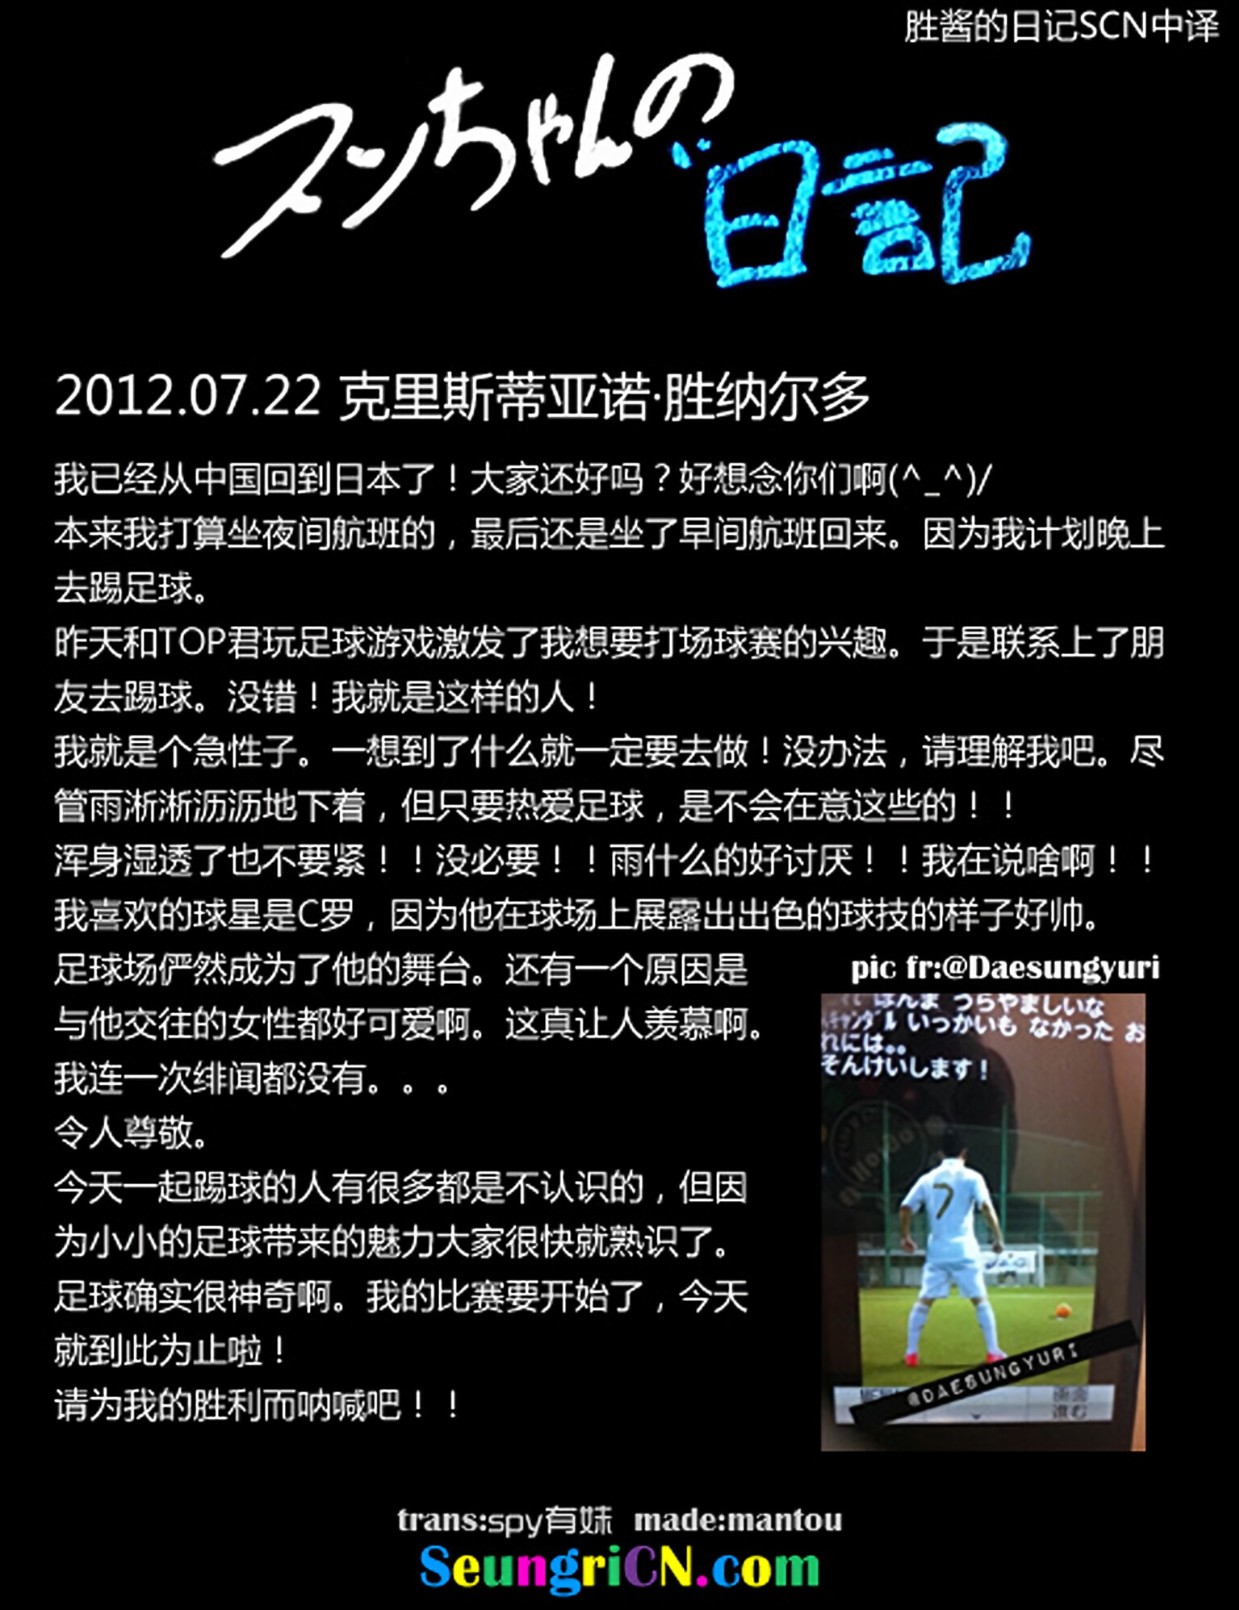 胜酱的日记SCN中译
スンちゃんの
日記
2012.07.22 克里斯蒂亚诺·胜纳尔多
我已经从中国回到日本了！大家还好吗？好想念你们啊(^_^)/
本来我打算坐夜间航班的，最后还是坐了早间航班回来。因为我计划晚上
去踢足球。
昨天和TOP君玩足球游戏激发了我想要打场球赛的兴趣。于是联系上了朋
友去踢球。没错！我就是这样的人！
我就是个急性子。一想到了什么就一定要去做！没办法，请理解我吧。尽
管雨淅淅沥沥地下着，但只要热爱足球，是不会在意这些的！！
浑身湿透了也不要紧！！没必要！！雨什么的好讨厌！！我在说啥啊！！
我喜欢的球星是C罗，因为他在球场上展露出出色的球技的样子好帅。
足球场俨然成为了他的舞台。还有一个原因是
与他交往的女性都好可爱啊。这真让人羡慕啊。
我连一次绯闻都没有。。。
令人尊敬。
今天一起踢球的人有很多都是不认识的，但因
为小小的足球带来的魅力大家很快就熟识了。
足球确实很神奇啊。我的比赛要开始了，今天
就到此为止啦！
请为我的胜利而呐喊吧！！
pic fr:@Daesungyuri
ほんま うらやましいな
いっかいも なかった お
れには。。
そんけいします！
7
@DAESUNGYURI
画面
進む
trans:spy有妹 made:mantou
SeungriCN.com